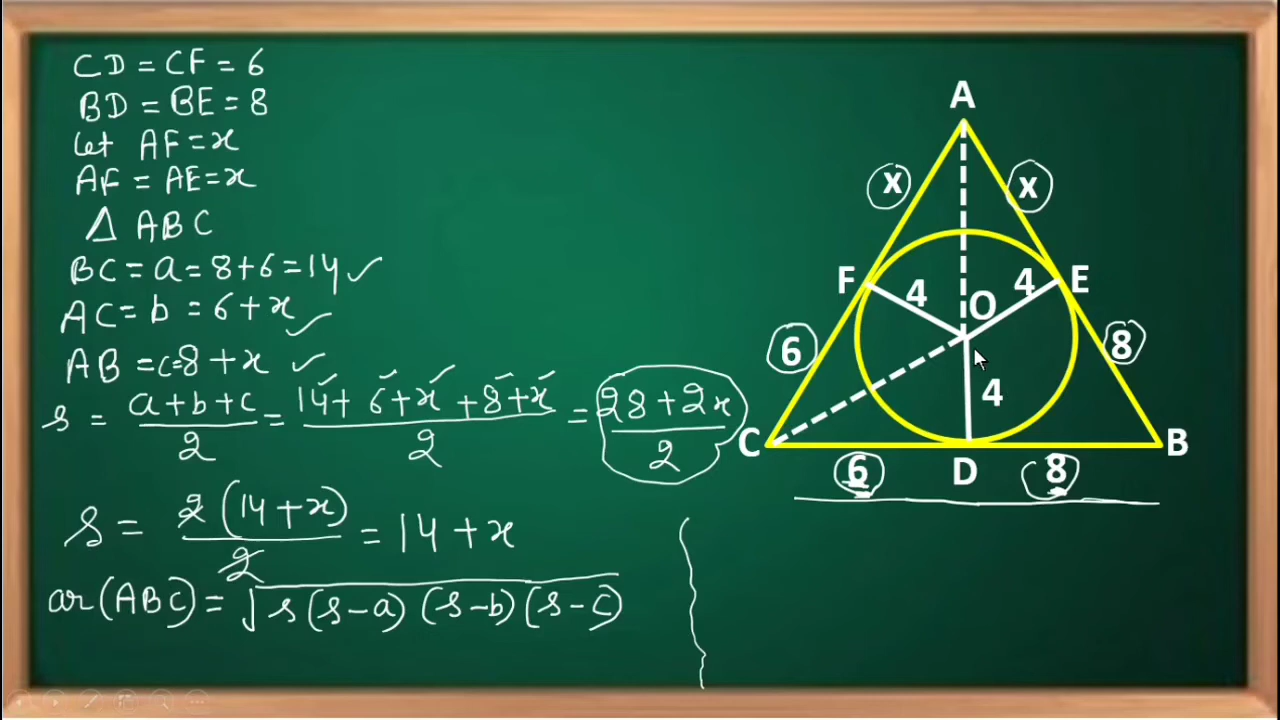 CD = CF = 6
BD = BE = 8
Let AF = x
AF = AE = x
Δ ABC
BC = a = 8+6 = 14 ✓
AC = b = 6+x ✓
AB = c = 8+x ✓
s = a+b+c/2 = 14+6+x+8+x/2 = 28+2x/2
s = 2(14+x)/2 = 14+x
ar(ABC) = √s(s-a)(s-b)(s-c)
A
x x
F 4 4 E
O
6 8
4
C B
6 D 8